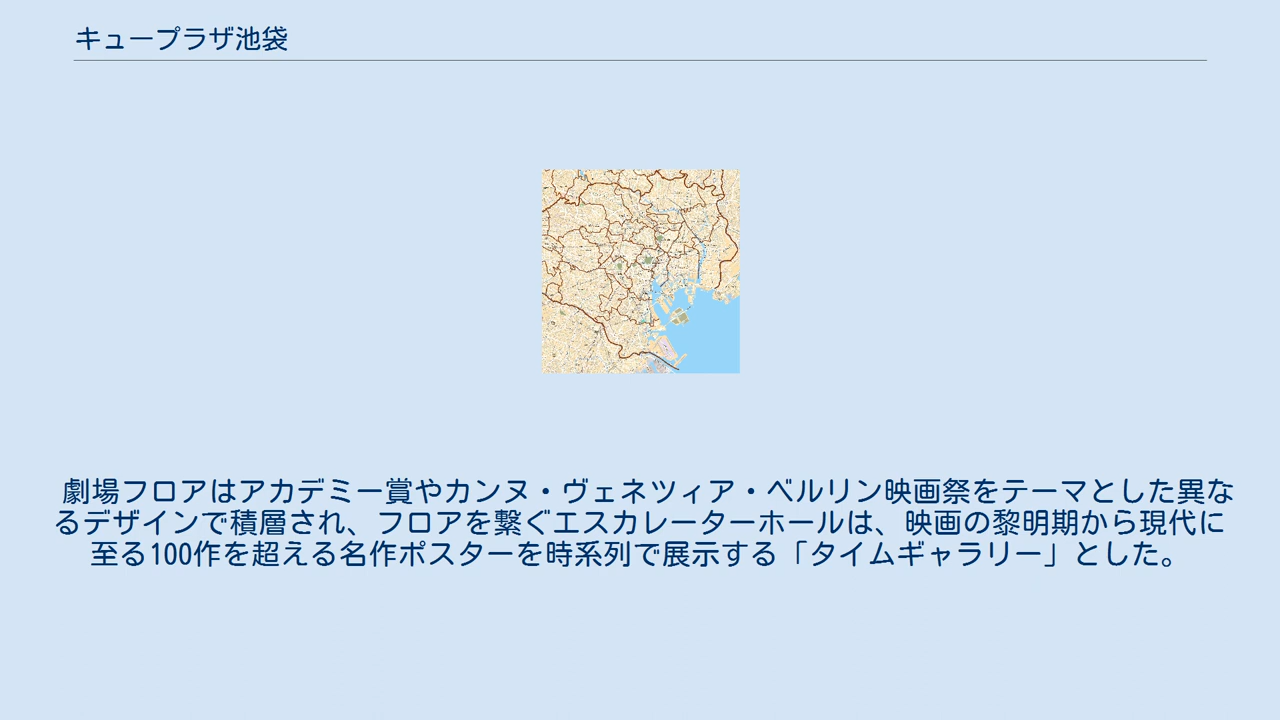 キュープラザ池袋
劇場フロアはアカデミー賞やカンヌ・ヴェネツィア・ベルリン映画祭をテーマとした異な
るデザインで積層され、フロアを繋ぐエスカレーターホールは、映画の黎明期から現代に
至る100作を超える名作ポスターを時系列で展示する「タイムギャラリー」とした。